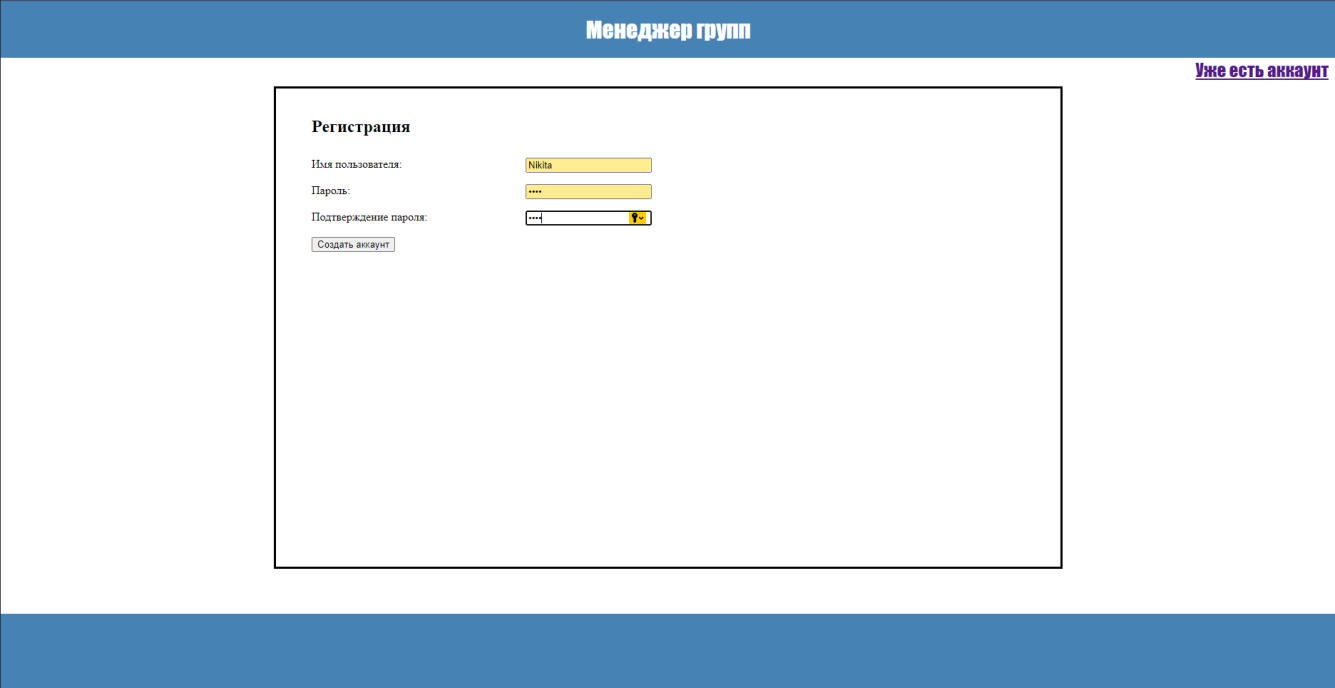 Менеджер групп
Уже есть аккаунт
Регистрация
Имя пользователя: Nikita
Пароль: ••••
Подтверждение пароля: ••••
Создать аккаунт